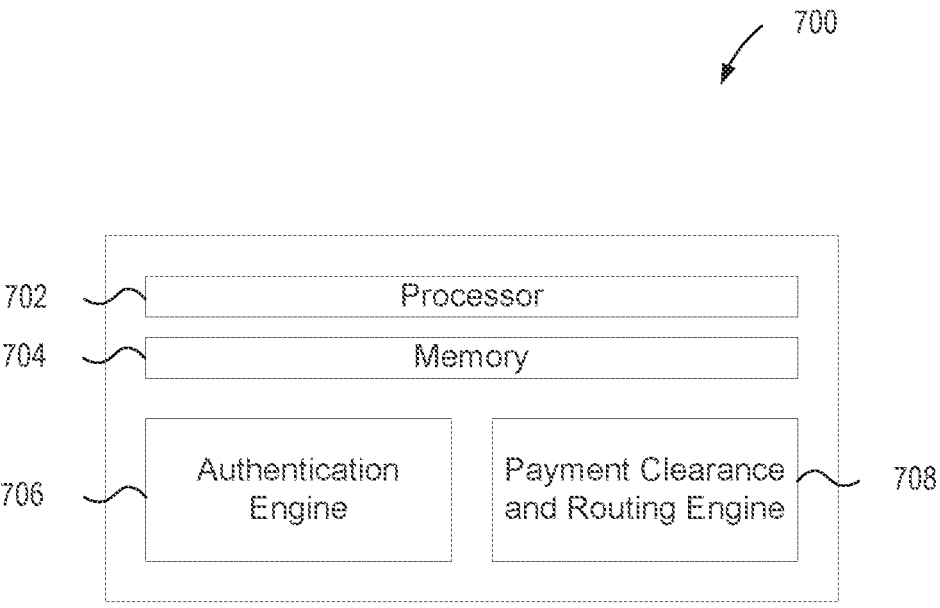 700
702
Processor
704
Memory
706
Authentication
Engine
Payment Clearance
and Routing Engine
708